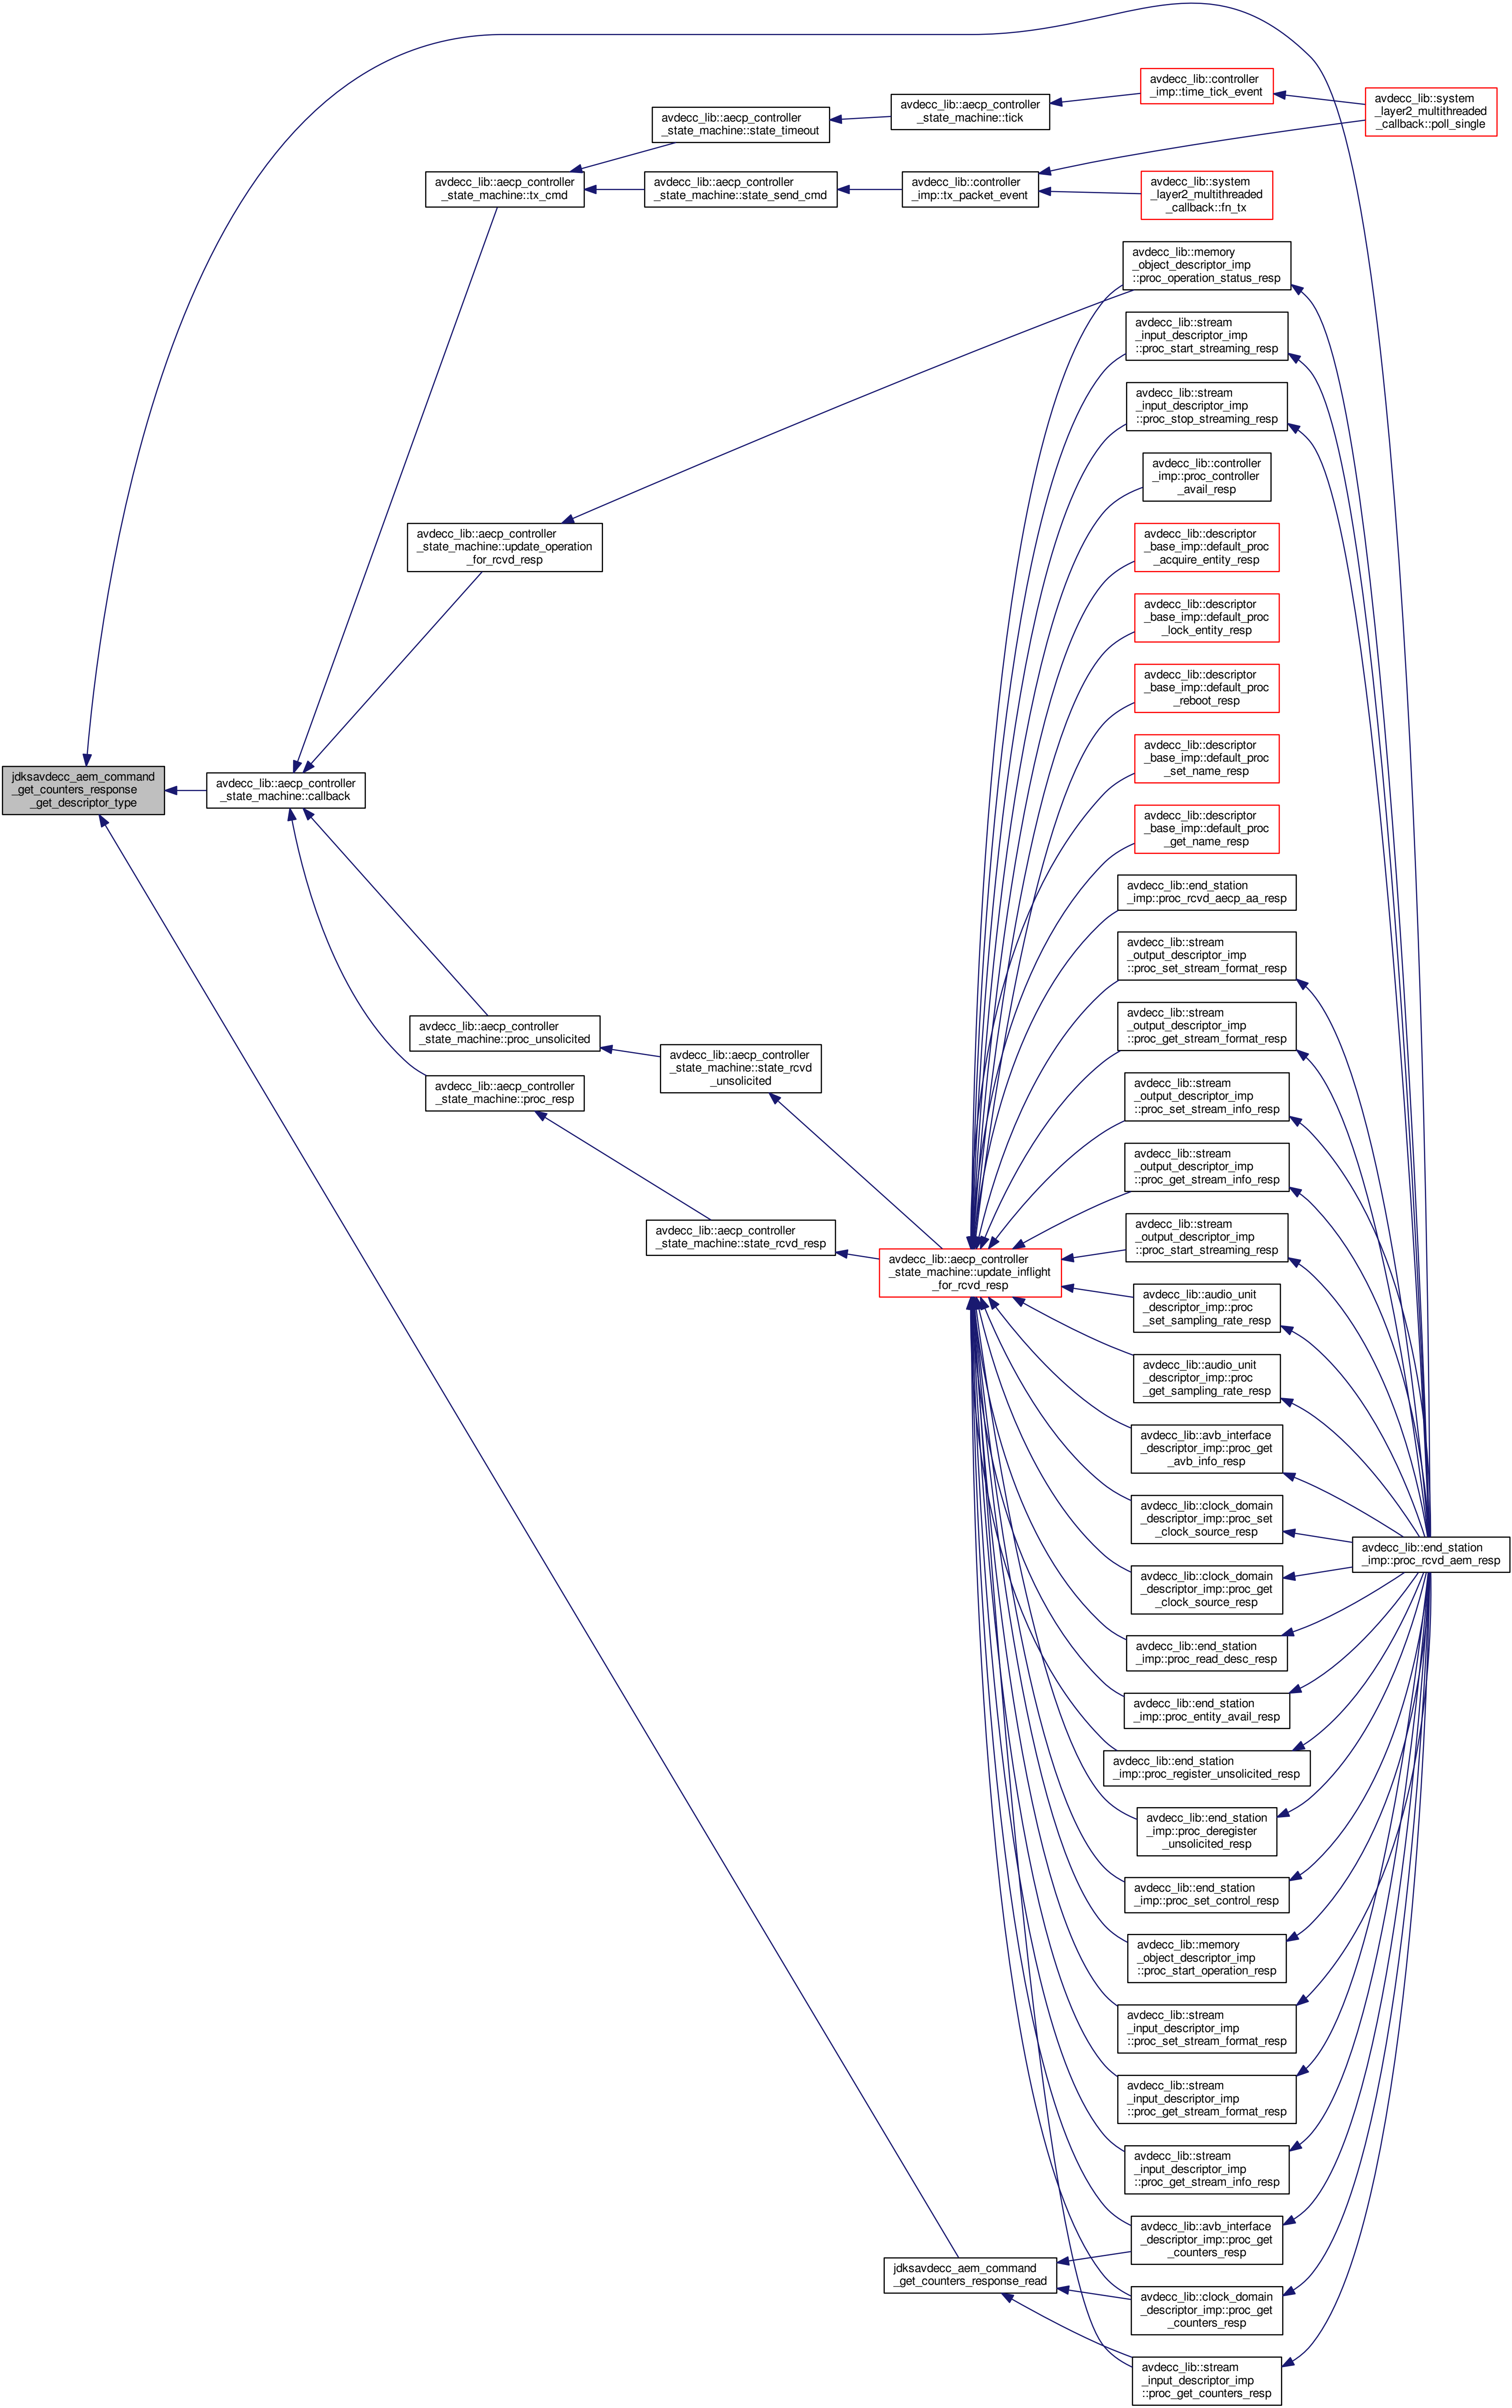 avdecc_lib::controller
_imp::time_tick_event
avdecc_lib::system
_layer2_multithreaded
_callback::poll_single
avdecc_lib::aecp_controller
_state_machine::tick
avdecc_lib::aecp_controller
_state_machine::state_timeout
avdecc_lib::aecp_controller
_state_machine::tx_cmd
avdecc_lib::aecp_controller
_state_machine::state_send_cmd
avdecc_lib::controller
_imp::tx_packet_event
avdecc_lib::system
_layer2_multithreaded
_callback::fn_tx
avdecc_lib::memory
_object_descriptor_imp
::proc_operation_status_resp
avdecc_lib::stream
_input_descriptor_imp
::proc_start_streaming_resp
avdecc_lib::stream
_input_descriptor_imp
::proc_stop_streaming_resp
avdecc_lib::controller
_imp::proc_controller
_avail_resp
avdecc_lib::aecp_controller
_state_machine::update_operation
_for_rcvd_resp
avdecc_lib::descriptor
_base_imp::default_proc
_acquire_entity_resp
avdecc_lib::descriptor
_base_imp::default_proc
_lock_entity_resp
avdecc_lib::descriptor
_base_imp::default_proc
_reboot_resp
avdecc_lib::descriptor
_base_imp::default_proc
_set_name_resp
jdksavdecc_aem_command
_get_counters_response
_get_descriptor_type
avdecc_lib::aecp_controller
_state_machine::callback
avdecc_lib::descriptor
_base_imp::default_proc
_get_name_resp
avdecc_lib::end_station
_imp::proc_rcvd_aecp_aa_resp
avdecc_lib::stream
_output_descriptor_imp
::proc_set_stream_format_resp
avdecc_lib::stream
_output_descriptor_imp
::proc_get_stream_format_resp
avdecc_lib::aecp_controller
_state_machine::proc_unsolicited
avdecc_lib::aecp_controller
_state_machine::state_rcvd
_unsolicited
avdecc_lib::aecp_controller
_state_machine::proc_resp
avdecc_lib::stream
_output_descriptor_imp
::proc_set_stream_info_resp
avdecc_lib::stream
_output_descriptor_imp
::proc_get_stream_info_resp
avdecc_lib::stream
_output_descriptor_imp
::proc_start_streaming_resp
avdecc_lib::aecp_controller
_state_machine::state_rcvd_resp
avdecc_lib::aecp_controller
_state_machine::update_inflight
_for_rcvd_resp
avdecc_lib::audio_unit
_descriptor_imp::proc
_set_sampling_rate_resp
avdecc_lib::audio_unit
_descriptor_imp::proc
_get_sampling_rate_resp
avdecc_lib::avb_interface
_descriptor_imp::proc_get
_avb_info_resp
avdecc_lib::clock_domain
_descriptor_imp::proc_set
_clock_source_resp
avdecc_lib::end_station
_imp::proc_rcvd_aem_resp
avdecc_lib::clock_domain
_descriptor_imp::proc_get
_clock_source_resp
avdecc_lib::end_station
_imp::proc_read_desc_resp
avdecc_lib::end_station
_imp::proc_entity_avail_resp
avdecc_lib::end_station
_imp::proc_register_unsolicited_resp
avdecc_lib::end_station
_imp::proc_deregister
_unsolicited_resp
avdecc_lib::end_station
_imp::proc_set_control_resp
avdecc_lib::memory
_object_descriptor_imp
::proc_start_operation_resp
avdecc_lib::stream
_input_descriptor_imp
::proc_set_stream_format_resp
avdecc_lib::stream
_input_descriptor_imp
::proc_get_stream_format_resp
avdecc_lib::stream
_input_descriptor_imp
::proc_get_stream_info_resp
avdecc_lib::avb_interface
_descriptor_imp::proc_get
_counters_resp
jdksavdecc_aem_command
_get_counters_response_read
avdecc_lib::clock_domain
_descriptor_imp::proc_get
_counters_resp
avdecc_lib::stream
_input_descriptor_imp
::proc_get_counters_resp